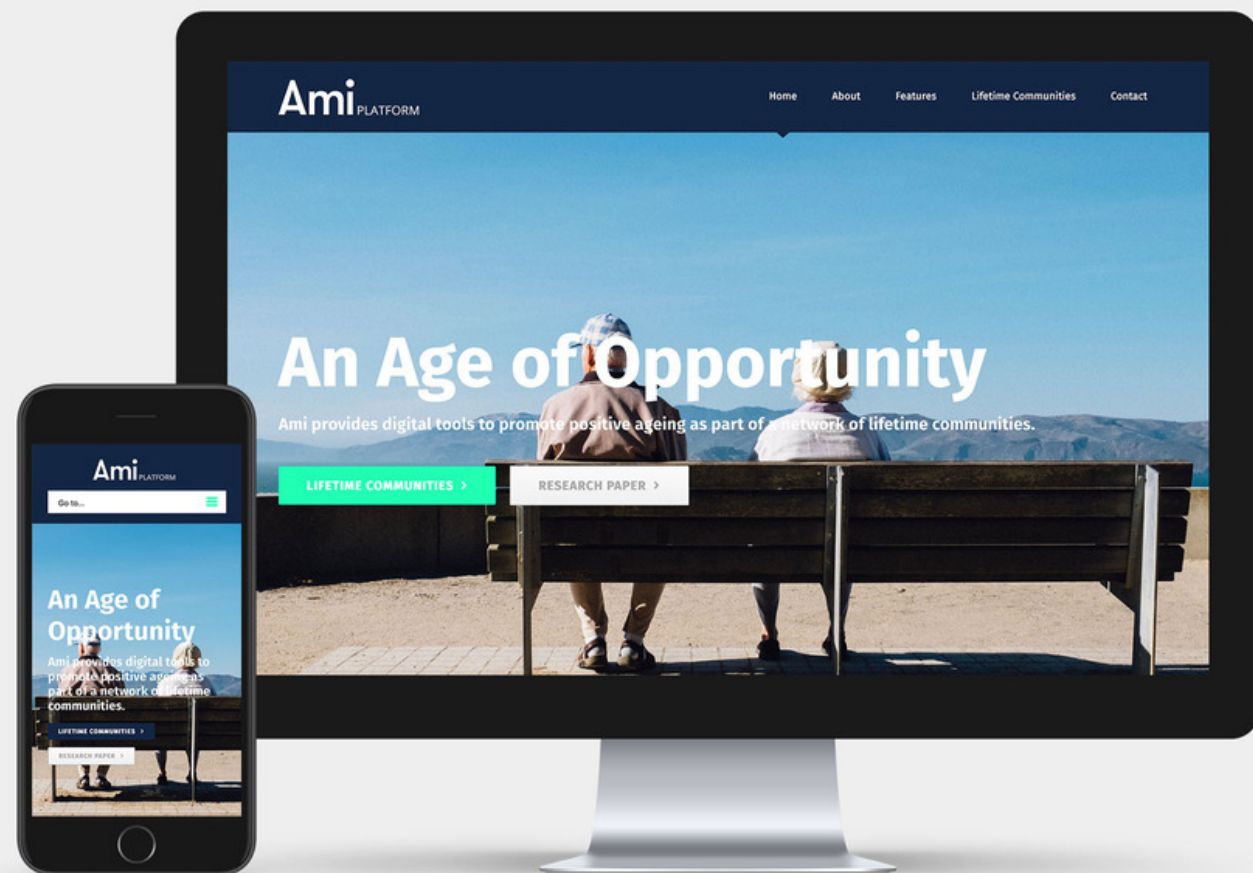 Ami PLATFORM
Home About Features Lifetime Communities Contact
An Age of Opportunity
Ami provides digital tools to promote positive ageing as part of a network of lifetime communities.
LIFETIME COMMUNITIES >
RESEARCH PAPER >
Ami PLATFORM
Go to...
An Age of
Opportunity
Ami provides digital tools to
promote positive ageing as
part of a network of lifetime
communities.
LIFETIME COMMUNITIES >
RESEARCH PAPER >